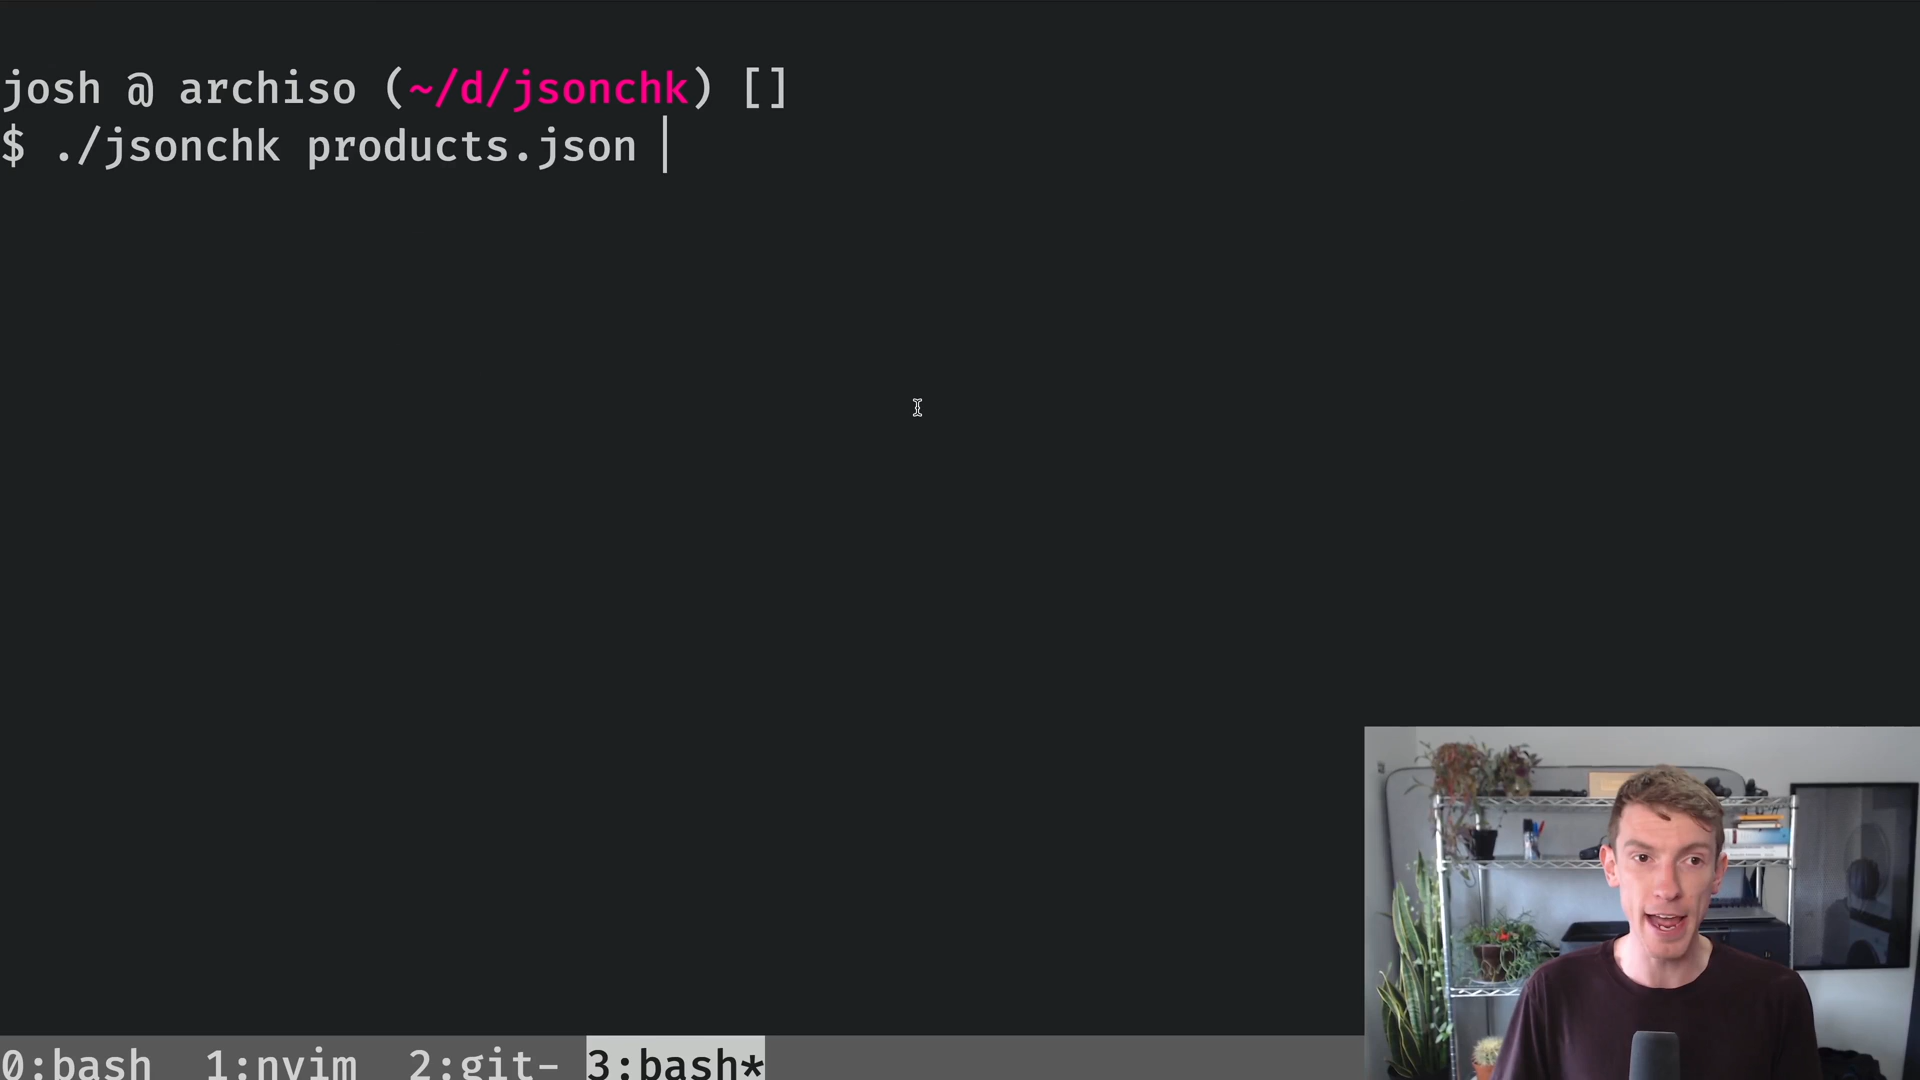 josh @ archiso (~/d/jsonchk) []
$ ./jsonchk products.json
0:bash 1:nvim 2:git- 3:bash*